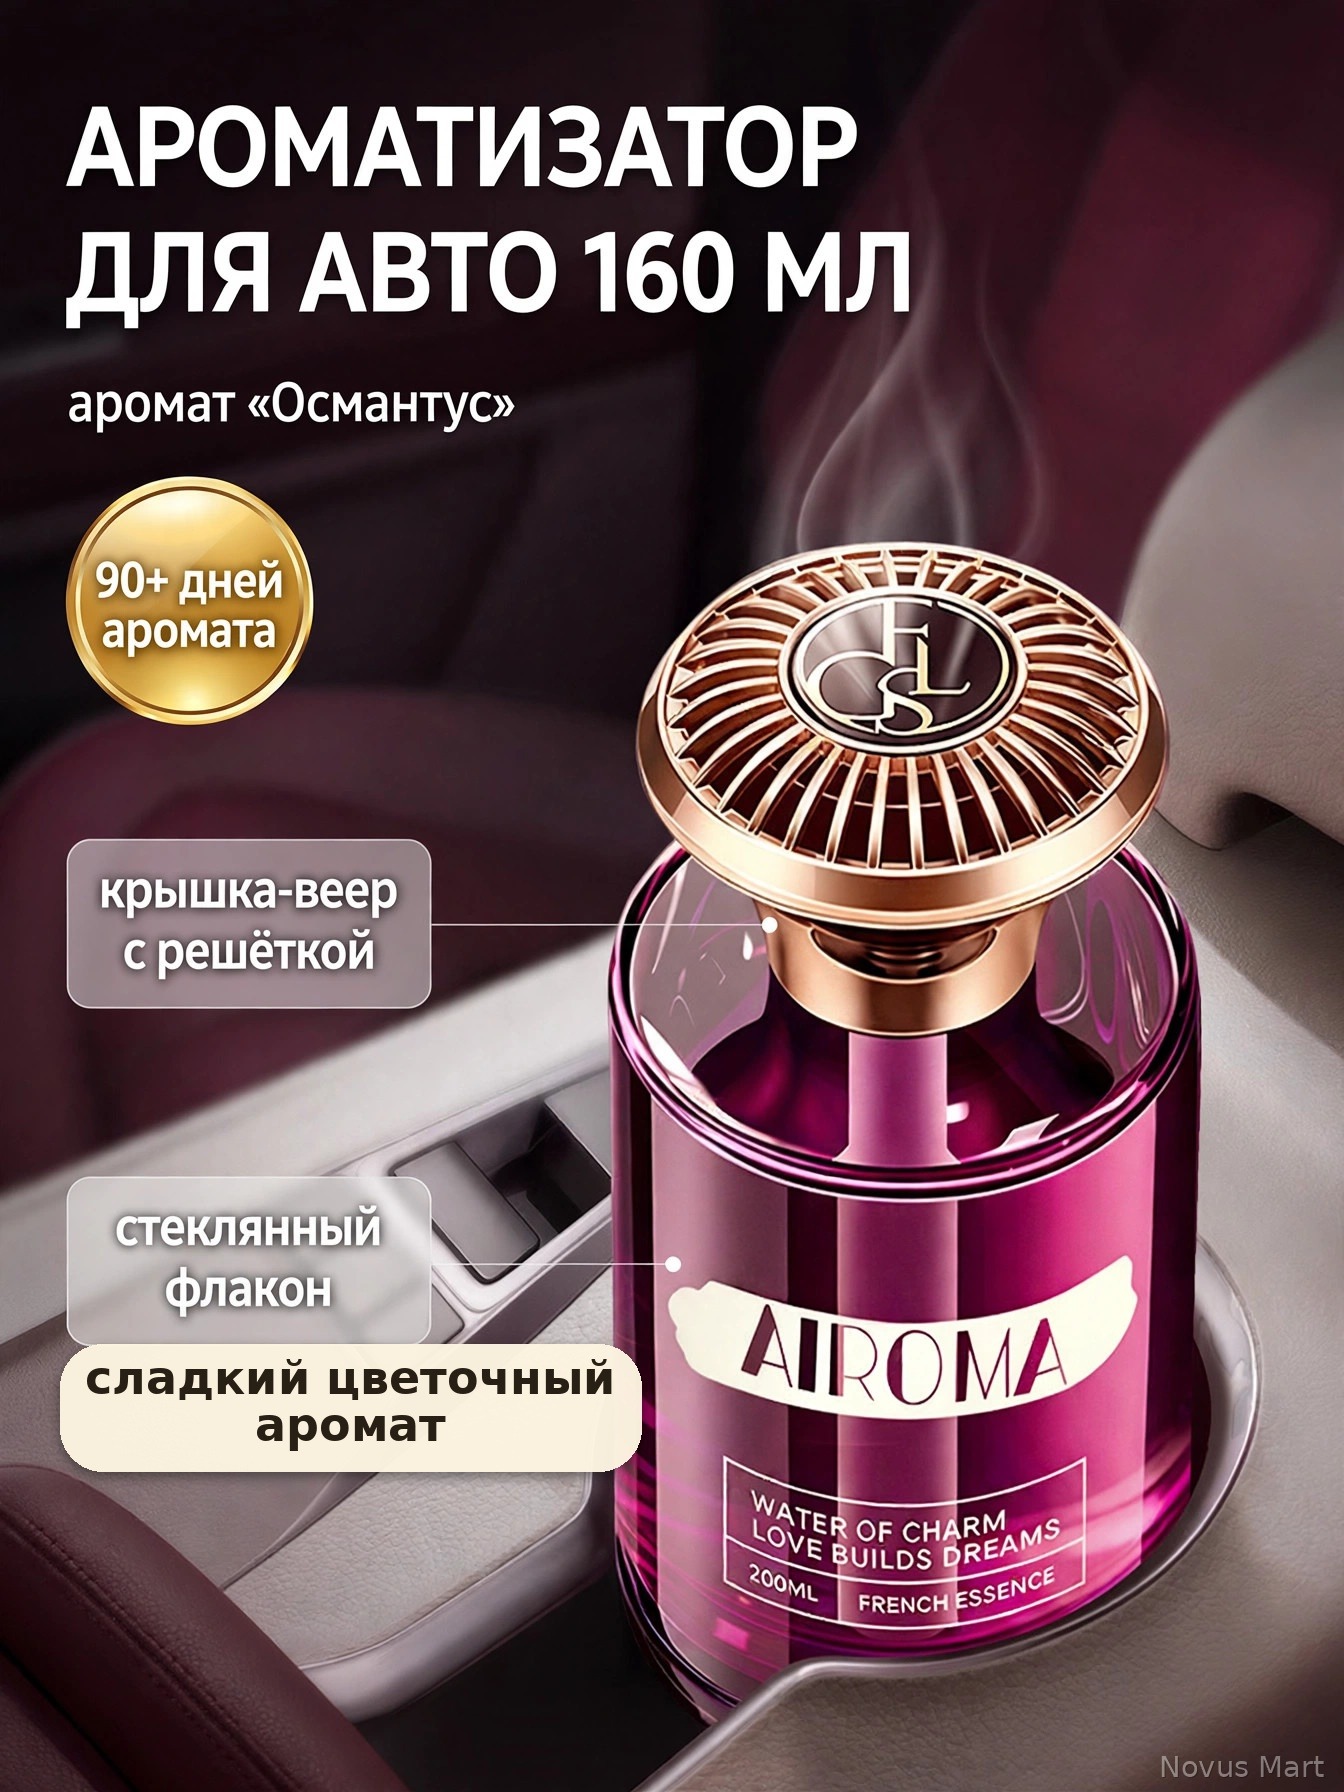 АРОМАТИЗАТОР
ДЛЯ АВТО 160 МЛ
аромат «Османтус»
90+ дней
аромата
крышка-веер
с решёткой
стеклянный
флакон
сладкий цветочный
аромат
AIROMA
WATER OF CHARM
LOVE BUILDS DREAMS
200ML FRENCH ESSENCE
Novus Mart